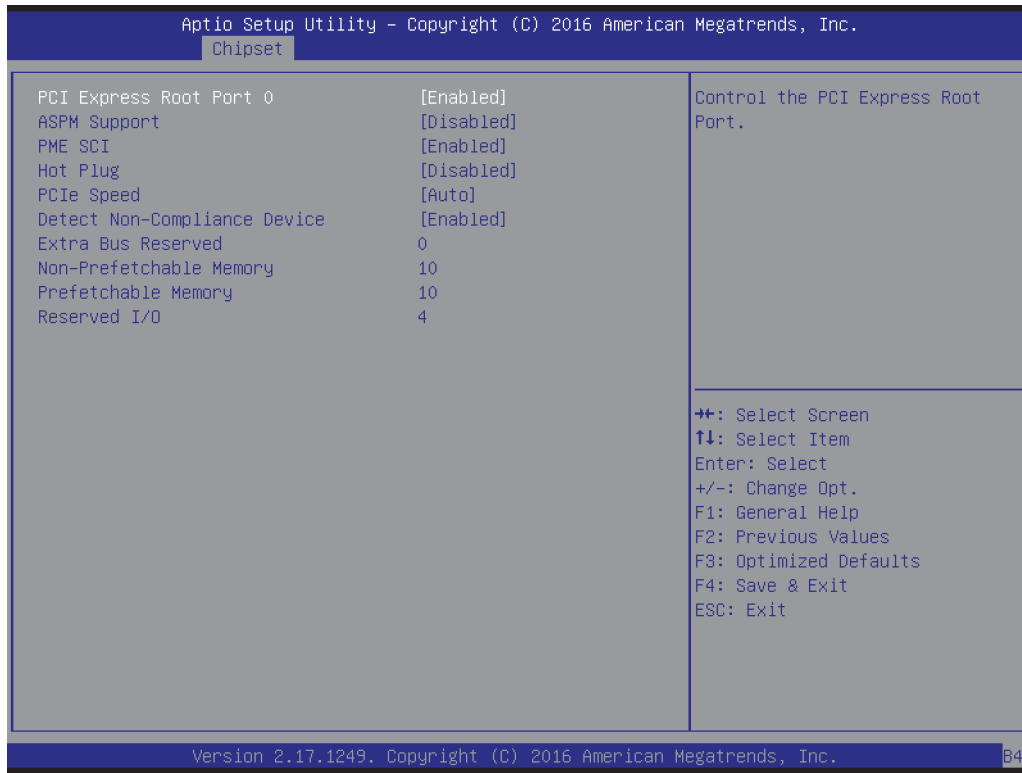 Aptio Setup Utility – Copyright (C) 2016 American Megatrends, Inc.
Chipset
PCI Express Root Port 0 [Enabled]
ASPM Support [Disabled]
PME SCI [Enabled]
Hot Plug [Disabled]
PCIe Speed [Auto]
Detect Non-Compliance Device [Enabled]
Extra Bus Reserved 0
Non-Prefetchable Memory 10
Prefetchable Memory 10
Reserved I/O 4
Control the PCI Express Root
Port.
→←: Select Screen
↑↓: Select Item
Enter: Select
+/-: Change Opt.
F1: General Help
F2: Previous Values
F3: Optimized Defaults
F4: Save & Exit
ESC: Exit
Version 2.17.1249. Copyright (C) 2016 American Megatrends, Inc.
B4